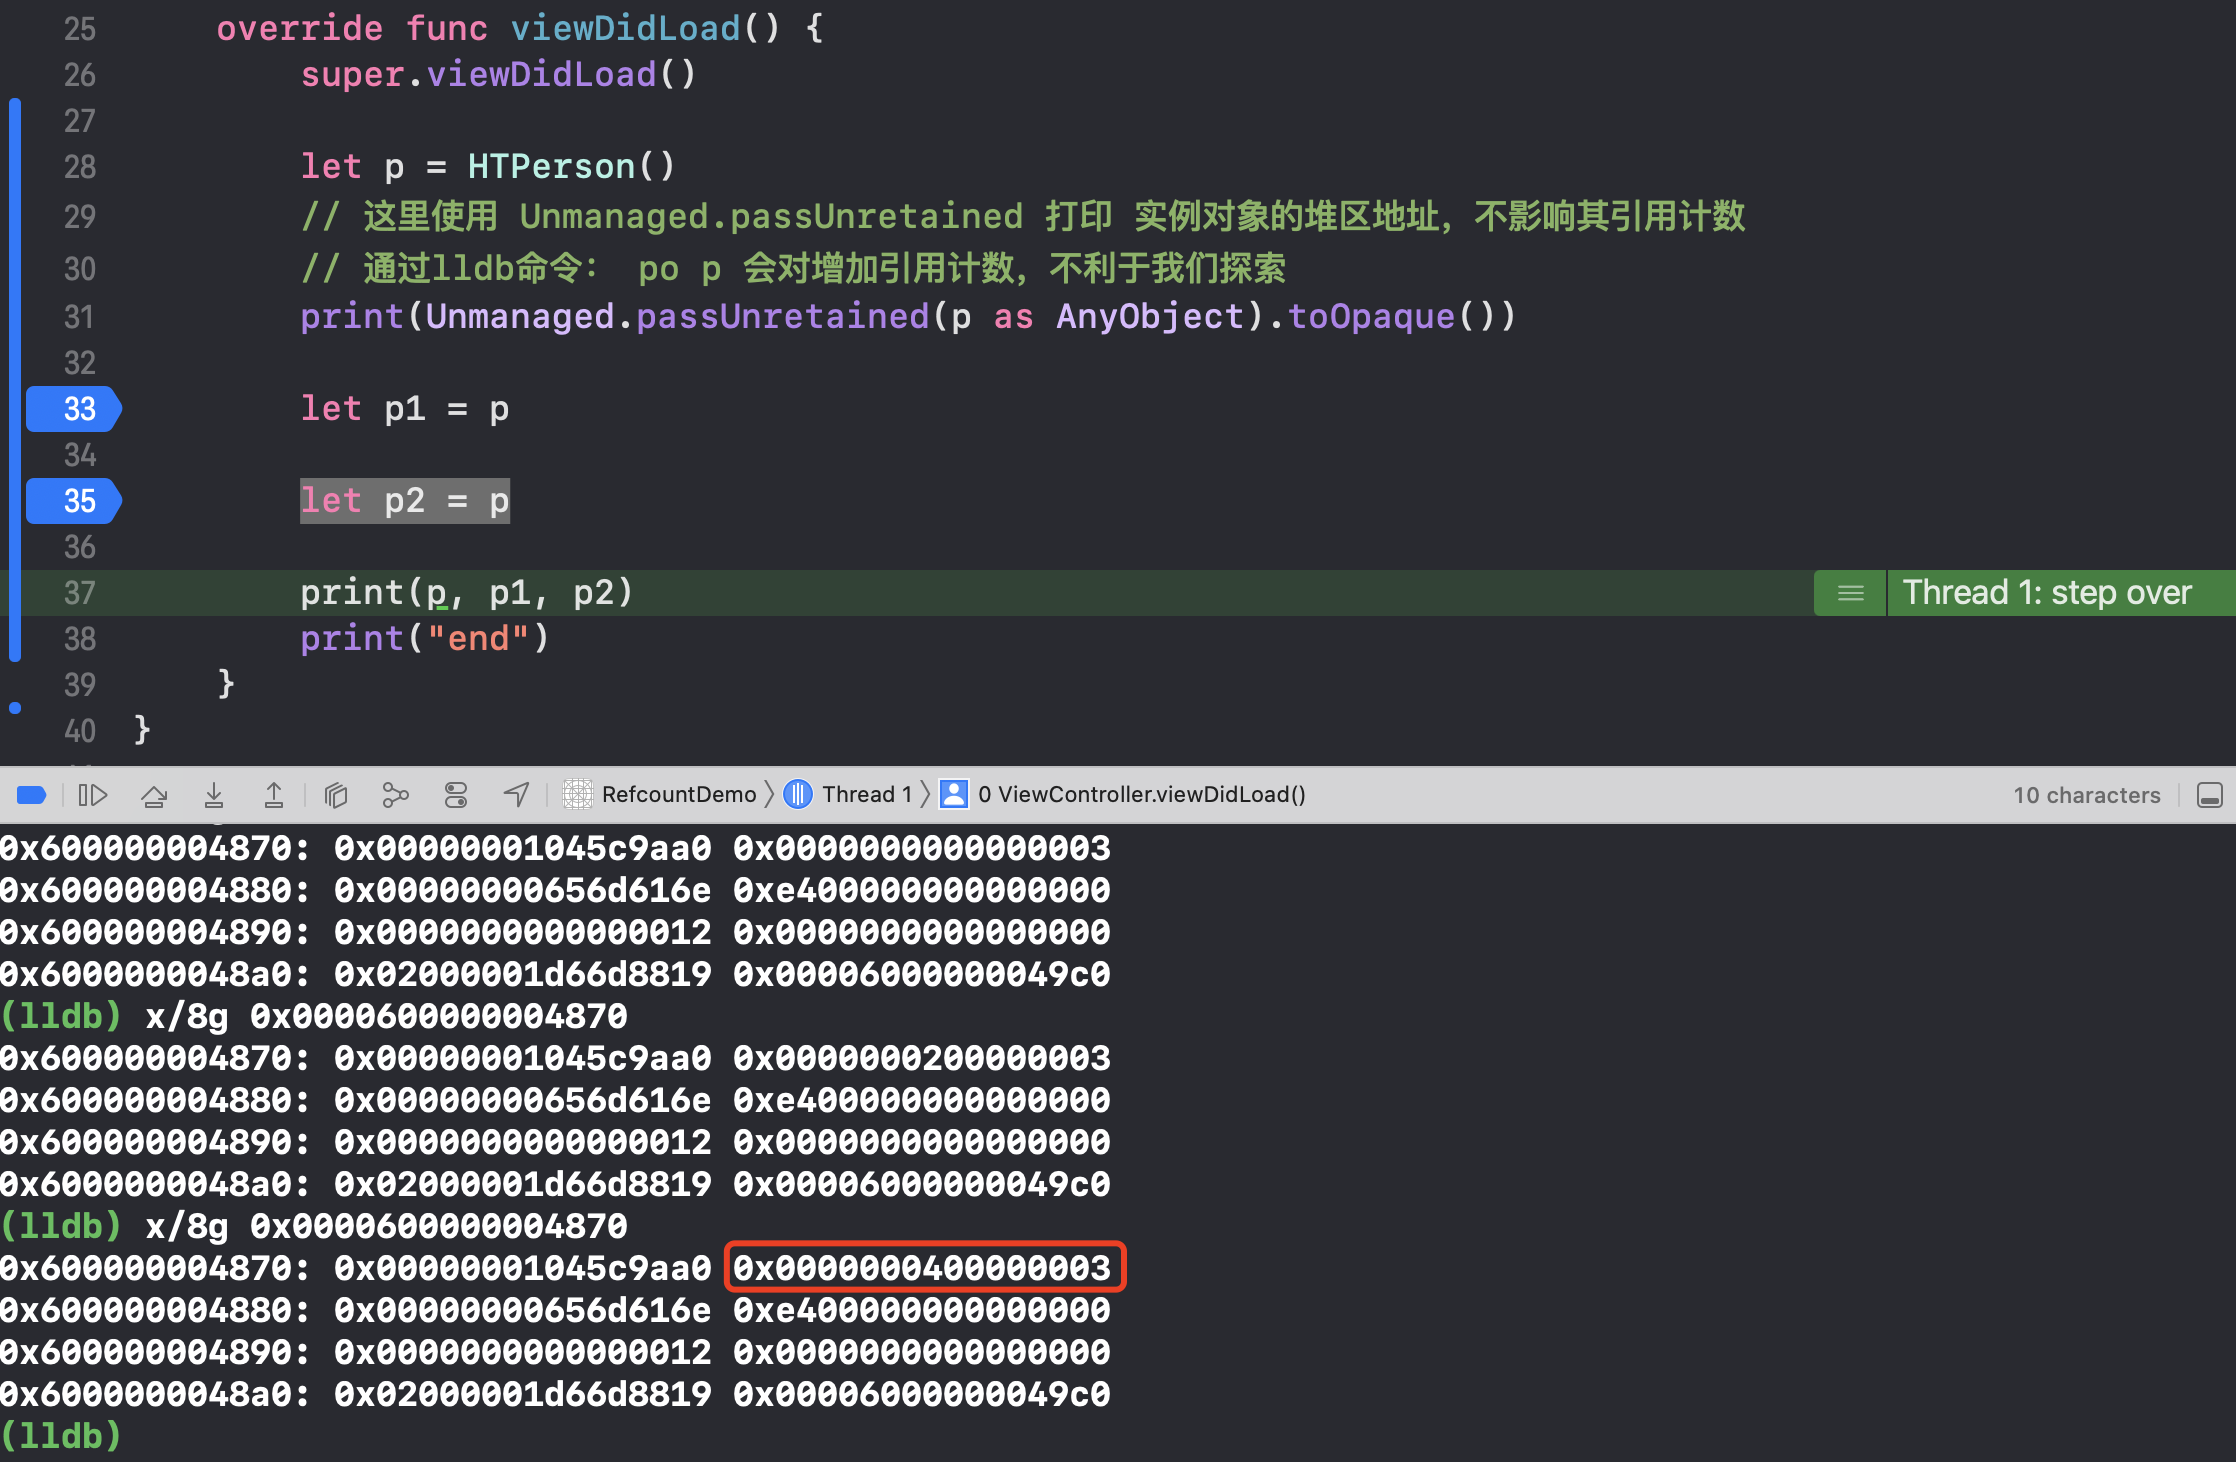 25 override func viewDidLoad() {
26 super.viewDidLoad()
27
28 let p = HTPerson()
29 // 这里使用 Unmanaged.passUnretained 打印 实例对象的堆区地址，不影响其引用计数
30 // 通过lldb命令： po p 会对增加引用计数，不利于我们探索
31 print(Unmanaged.passUnretained(p as AnyObject).toOpaque())
32
33 let p1 = p
34
35 let p2 = p
36
37 print(p, p1, p2) Thread 1: step over
38 print("end")
39 }
40 }
RefcountDemo Thread 1 0 ViewController.viewDidLoad() 10 characters
0x600000004870: 0x00000001045c9aa0 0x0000000000000003
0x600000004880: 0x00000000656d616e 0xe400000000000000
0x600000004890: 0x0000000000000012 0x0000000000000000
0x6000000048a0: 0x02000001d66d8819 0x00006000000049c0
(lldb) x/8g 0x0000600000004870
0x600000004870: 0x00000001045c9aa0 0x0000000200000003
0x600000004880: 0x00000000656d616e 0xe400000000000000
0x600000004890: 0x0000000000000012 0x0000000000000000
0x6000000048a0: 0x02000001d66d8819 0x00006000000049c0
(lldb) x/8g 0x0000600000004870
0x600000004870: 0x00000001045c9aa0 0x0000000400000003
0x600000004880: 0x00000000656d616e 0xe400000000000000
0x600000004890: 0x0000000000000012 0x0000000000000000
0x6000000048a0: 0x02000001d66d8819 0x00006000000049c0
(lldb)